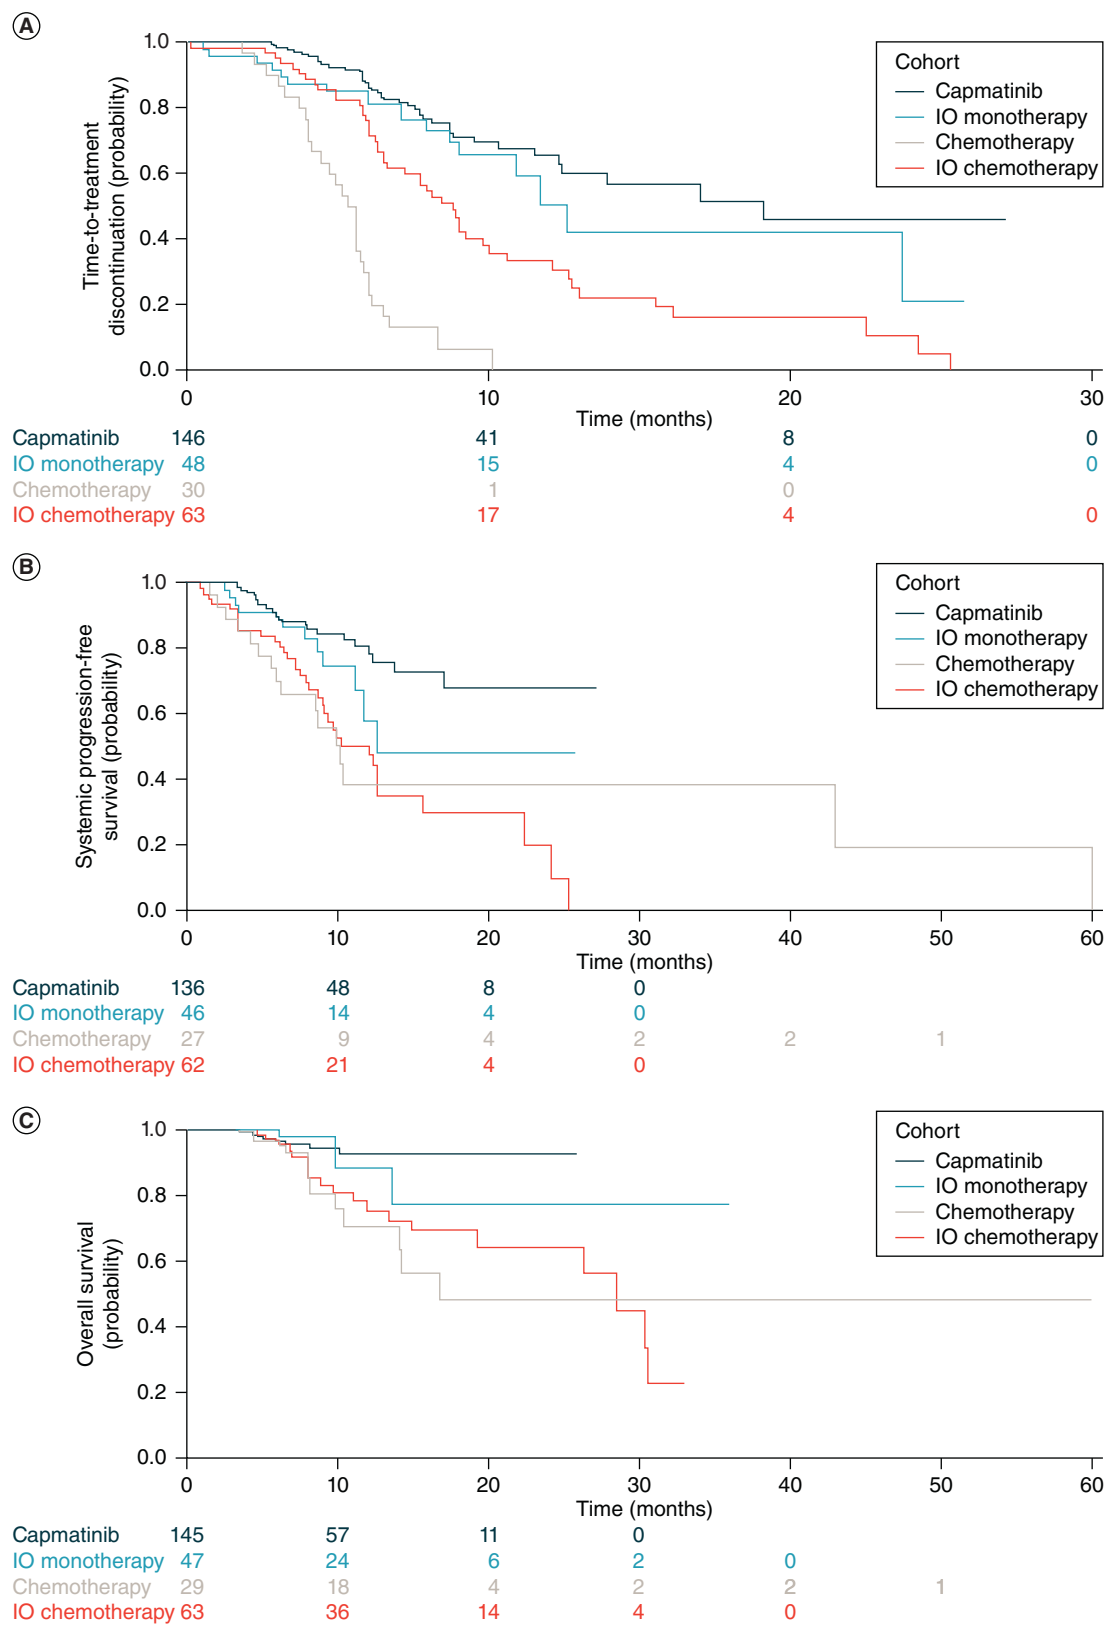 A
Time-to-treatment
discontinuation (probability)
1.0
0.8
0.6
0.4
0.2
0.0
Cohort
Capmatinib
IO monotherapy
Chemotherapy
IO chemotherapy
0 10 20 30
Time (months)
Capmatinib 146 41 8 0
IO monotherapy 48 15 4 0
Chemotherapy 30 1 0
IO chemotherapy 63 17 4 0
B
Systemic progression-free
survival (probability)
1.0
0.8
0.6
0.4
0.2
0.0
Cohort
Capmatinib
IO monotherapy
Chemotherapy
IO chemotherapy
0 10 20 30 40 50 60
Time (months)
Capmatinib 136 48 8 0
IO monotherapy 46 14 4 0
Chemotherapy 27 9 4 2 2 1
IO chemotherapy 62 21 4 0
C
Overall survival
(probability)
1.0
0.8
0.6
0.4
0.2
0.0
Cohort
Capmatinib
IO monotherapy
Chemotherapy
IO chemotherapy
0 10 20 30 40 50 60
Time (months)
Capmatinib 145 57 11 0
IO monotherapy 47 24 6 2 0
Chemotherapy 29 18 4 2 2 1
IO chemotherapy 63 36 14 4 0